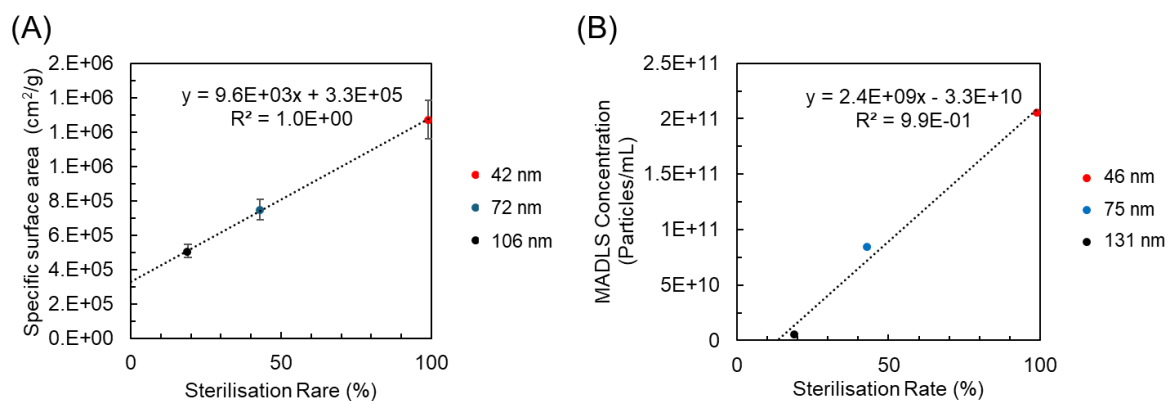 (A)
Specific surface area (cm²/g)
2.E+06
1.E+06
1.E+06
1.E+06
8.E+05
6.E+05
4.E+05
2.E+05
0.E+00
y = 9.6E+03x + 3.3E+05
R² = 1.0E+00
0
50
100
Sterilisation Rare (%)
42 nm
72 nm
106 nm
(B)
MADLS Concentration
(Particles/mL)
2.5E+11
2E+11
1.5E+11
1E+11
5E+10
0
y = 2.4E+09x - 3.3E+10
R² = 9.9E-01
0
50
100
Sterilisation Rate (%)
46 nm
75 nm
131 nm